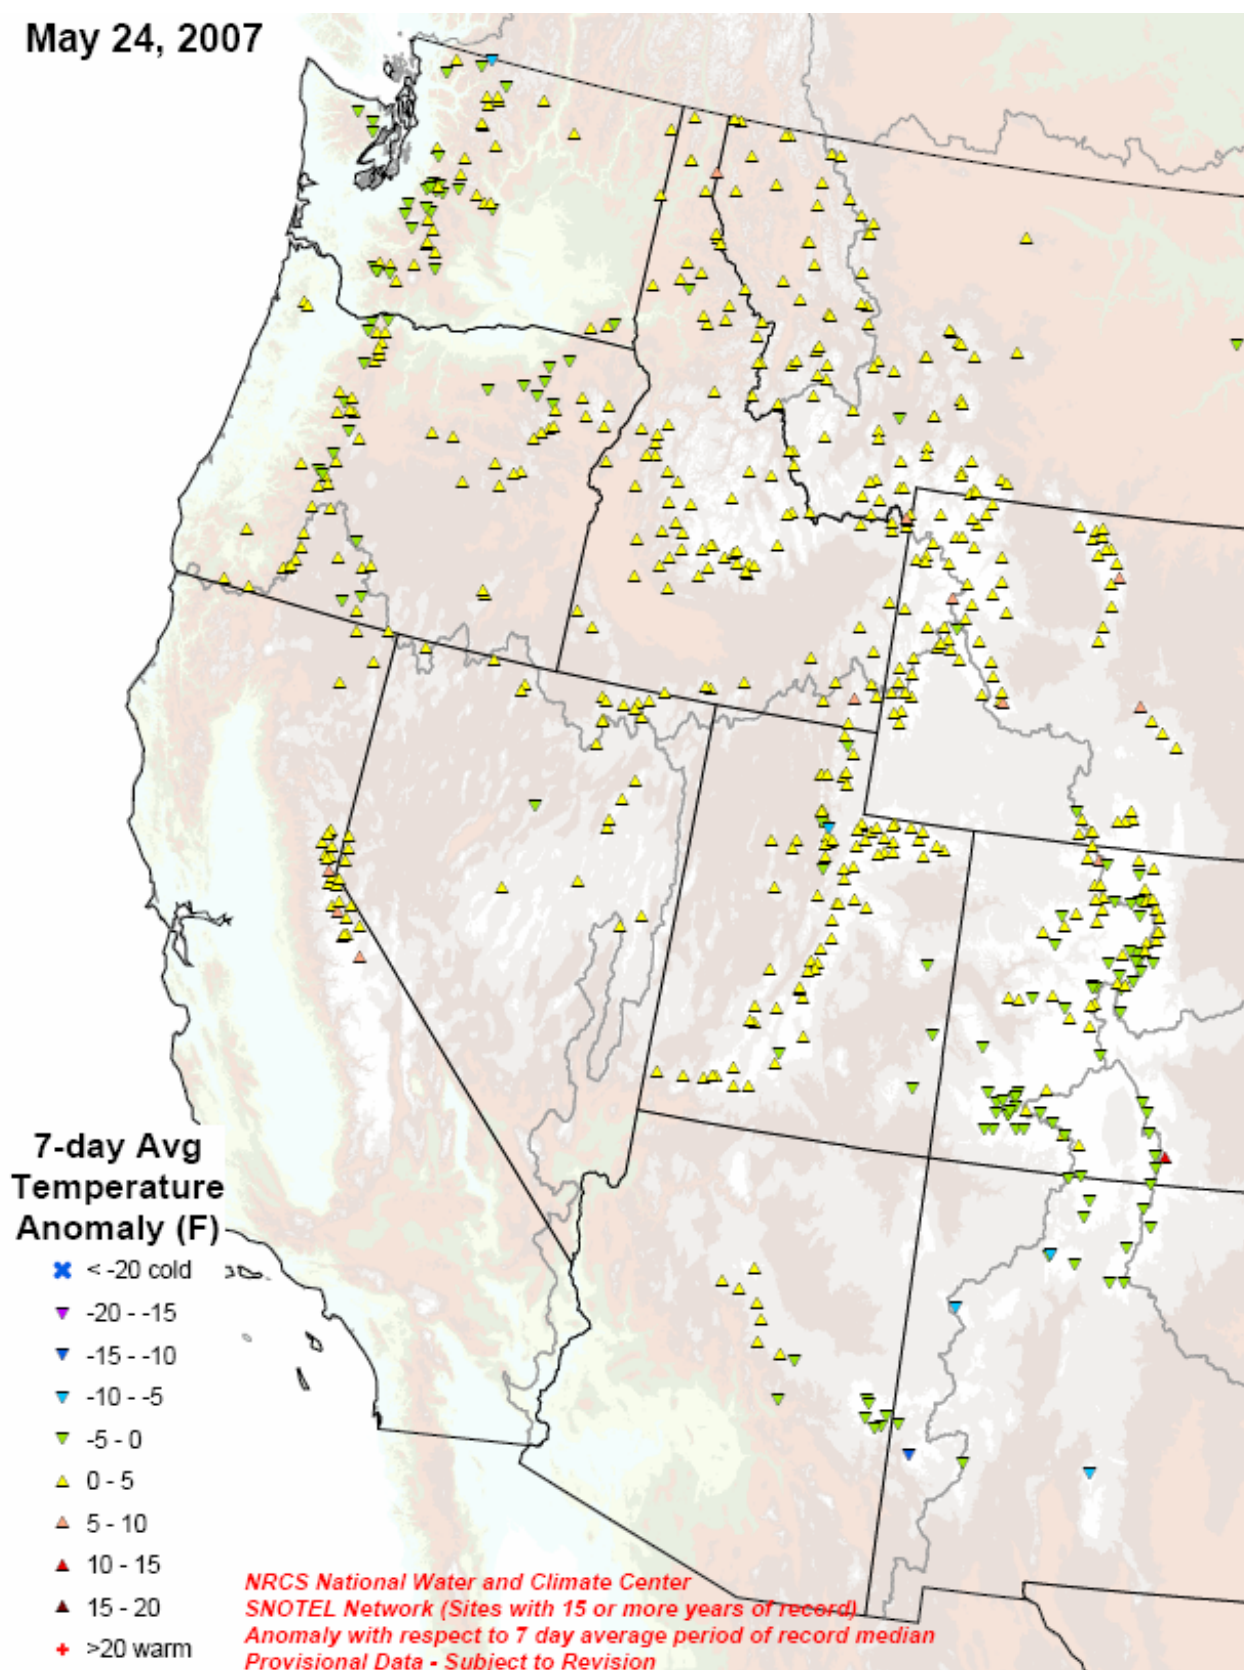 May 24, 2007
7-day Avg
Temperature
Anomaly (F)
< -20 cold
-20 - -15
-15 - -10
-10 - -5
-5 - 0
0 - 5
5 - 10
10 - 15
15 - 20
>20 warm
NRCS National Water and Climate Center
SNOTEL Network (Sites with 15 or more years of record)
Anomaly with respect to 7 day average period of record median
Provisional Data - Subject to Revision